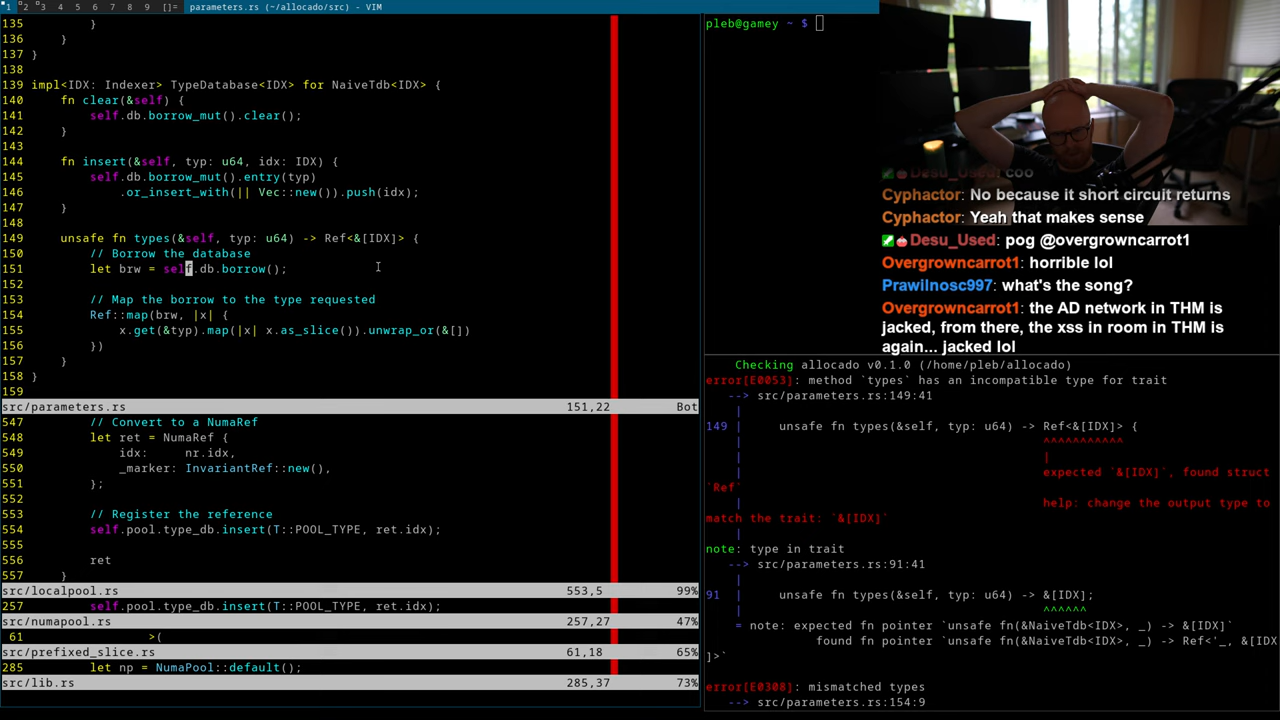 1 2 3 4 5 6 7 8 9 []= parameters.rs (~/allocado/src) - VIM
135         }
136     }
137 }
138
139 impl<IDX: Indexer> TypeDatabase<IDX> for NaiveTdb<IDX> {
140     fn clear(&self) {
141         self.db.borrow_mut().clear();
142     }
143
144     fn insert(&self, typ: u64, idx: IDX) {
145         self.db.borrow_mut().entry(typ)
146             .or_insert_with(|| Vec::new()).push(idx);
147     }
148
149     unsafe fn types(&self, typ: u64) -> Ref<&[IDX]> {
150         // Borrow the database
151         let brw = self.db.borrow();
152
153         // Map the borrow to the type requested
154         Ref::map(brw, |x| {
155             x.get(&typ).map(|x| x.as_slice()).unwrap_or(&[])
156         })
157     }
158 }
159
src/parameters.rs 151,22 Bot
547         // Convert to a NumaRef
548         let ret = NumaRef {
549             idx:     nr.idx,
550             _marker: InvariantRef::new(),
551         };
552
553         // Register the reference
554         self.pool.type_db.insert(T::POOL_TYPE, ret.idx);
555
556         ret
557     }
src/localpool.rs 553,5 99%
257         self.pool.type_db.insert(T::POOL_TYPE, ret.idx);
src/numapool.rs 257,27 47%
61                 >(
src/prefixed_slice.rs 61,18 65%
285         let np = NumaPool::default();
src/lib.rs 285,37 73%
pleb@gamey ~ $
Desu_Used: coo
Cyphactor: No because it short circuit returns
Cyphactor: Yeah that makes sense
Desu_Used: pog @overgrowncarrot1
Overgrowncarrot1: horrible lol
Prawilnosc997: what's the song?
Overgrowncarrot1: the AD network in THM is
jacked, from there, the xss in room in THM is
again... jacked lol
Checking allocado v0.1.0 (/home/pleb/allocado)
error[E0053]: method `types` has an incompatible type for trait
--> src/parameters.rs:149:41
|
149 |     unsafe fn types(&self, typ: u64) -> Ref<&[IDX]> {
|                                         ^^^^^^^^^^^
|                                         |
|                                         expected `&[IDX]`, found struct
`Ref`
|                                         help: change the output type to
match the trait: `&[IDX]`
|
note: type in trait
--> src/parameters.rs:91:41
|
91  |     unsafe fn types(&self, typ: u64) -> &[IDX];
|                                         ^^^^^^
= note: expected fn pointer `unsafe fn(&NaiveTdb<IDX>, _) -> &[IDX]`
found fn pointer `unsafe fn(&NaiveTdb<IDX>, _) -> Ref<'_, &[IDX
]>`
error[E0308]: mismatched types
--> src/parameters.rs:154:9